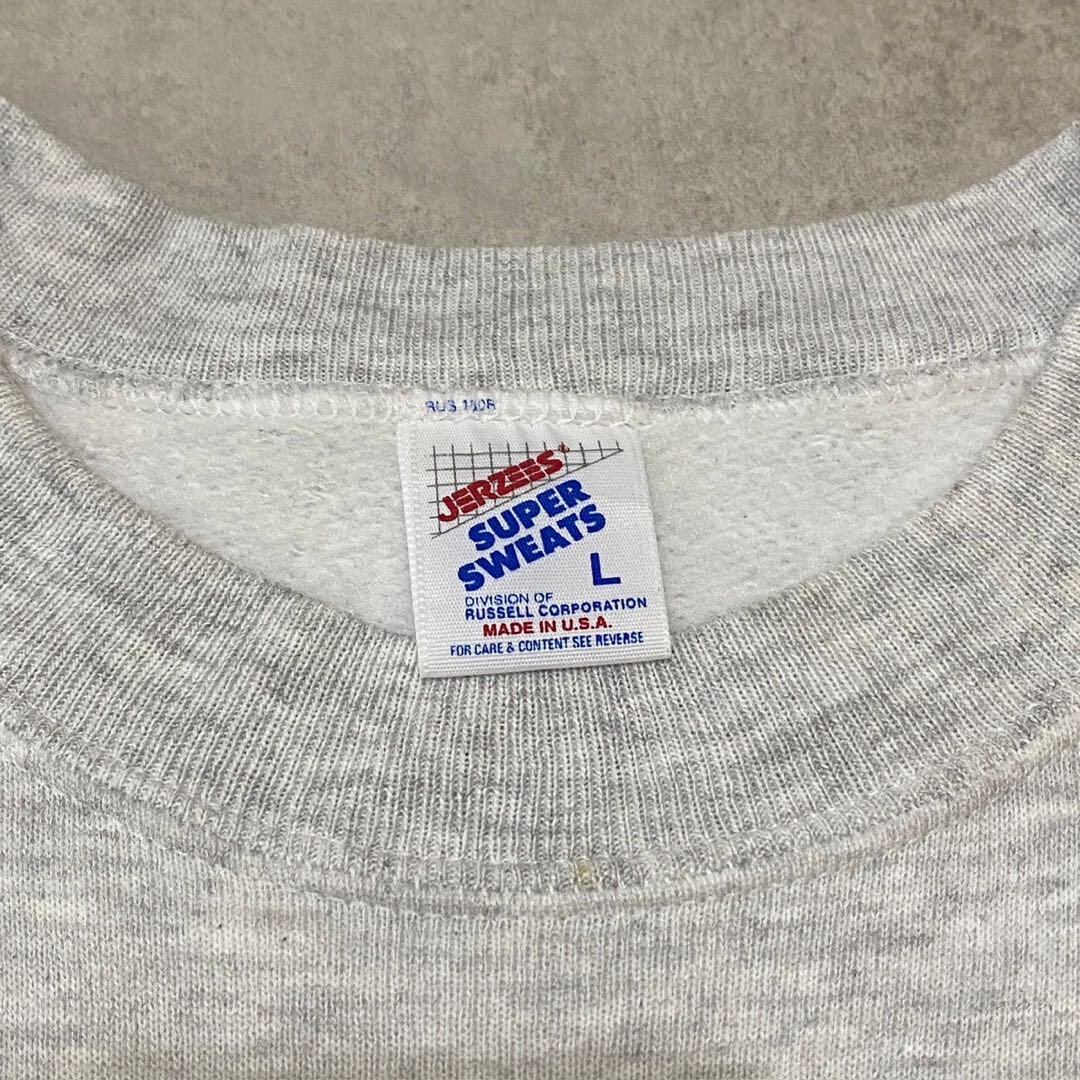 JERZEES
SUPER
SWEATS
L
DIVISION OF
RUSSELL CORPORATION
MADE IN U.S.A.
FOR CARE & CONTENT SEE REVERSE